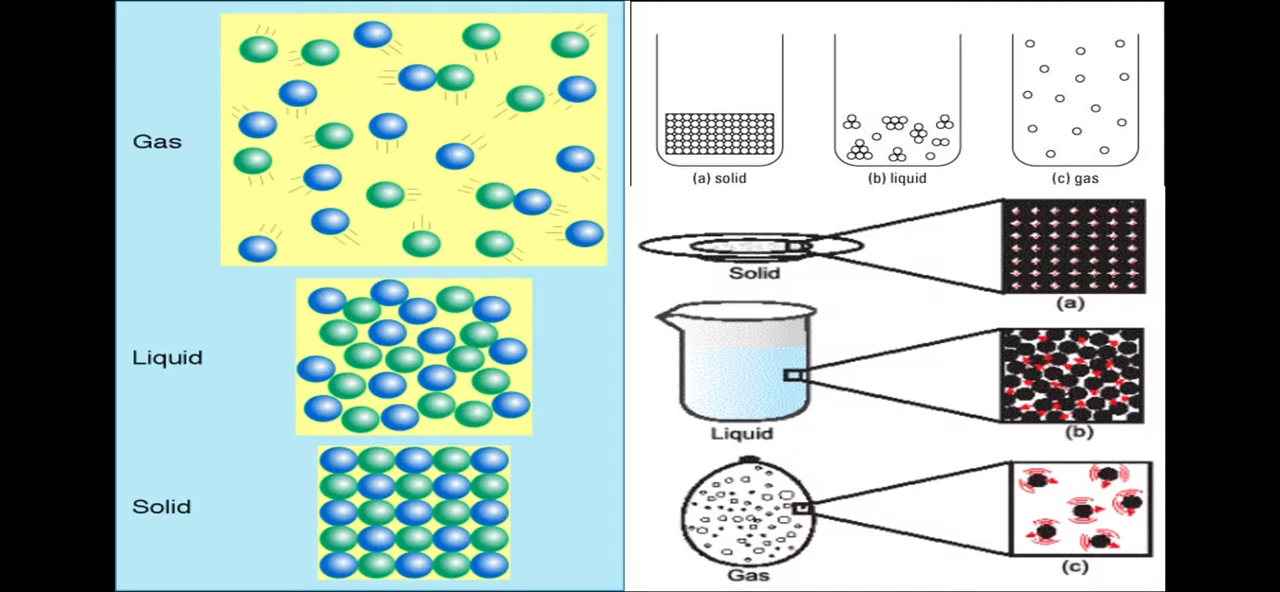 Gas
Liquid
Solid
(a) solid
(b) liquid
(c) gas
Solid
(a)
Liquid
(b)
Gas
(c)